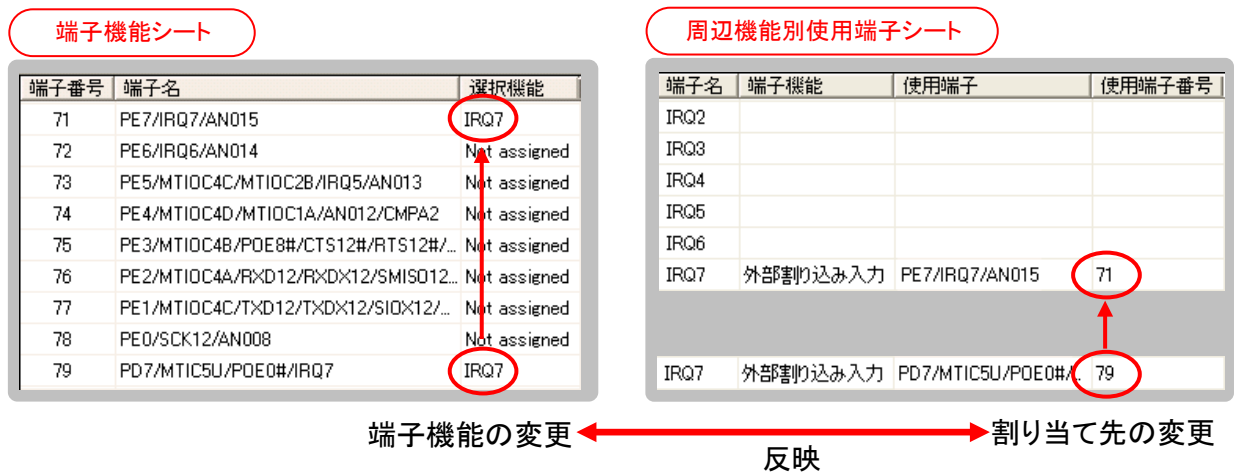 端子機能シート
端子番号 端子名 選択機能
71 PE7/IRQ7/AN015 IRQ7
72 PE6/IRQ6/AN014 Not assigned
73 PE5/MTIOC4C/MTIOC2B/IRQ5/AN013 Not assigned
74 PE4/MTIOC4D/MTIOC1A/AN012/CMPA2 Not assigned
75 PE3/MTIOC4B/POE8#/CTS12#/RTS12#/... Not assigned
76 PE2/MTIOC4A/RXD12/RXDX12/SMISO12... Not assigned
77 PE1/MTIOC4C/TXD12/TXDX12/SIOX12/... Not assigned
78 PE0/SCK12/AN008 Not assigned
79 PD7/MTIC5U/POE0#/IRQ7 IRQ7
周辺機能別使用端子シート
端子名 端子機能 使用端子 使用端子番号
IRQ2
IRQ3
IRQ4
IRQ5
IRQ6
IRQ7 外部割り込み入力 PE7/IRQ7/AN015 71
IRQ7 外部割り込み入力 PD7/MTIC5U/POE0#/... 79
端子機能の変更 割り当て先の変更
反映